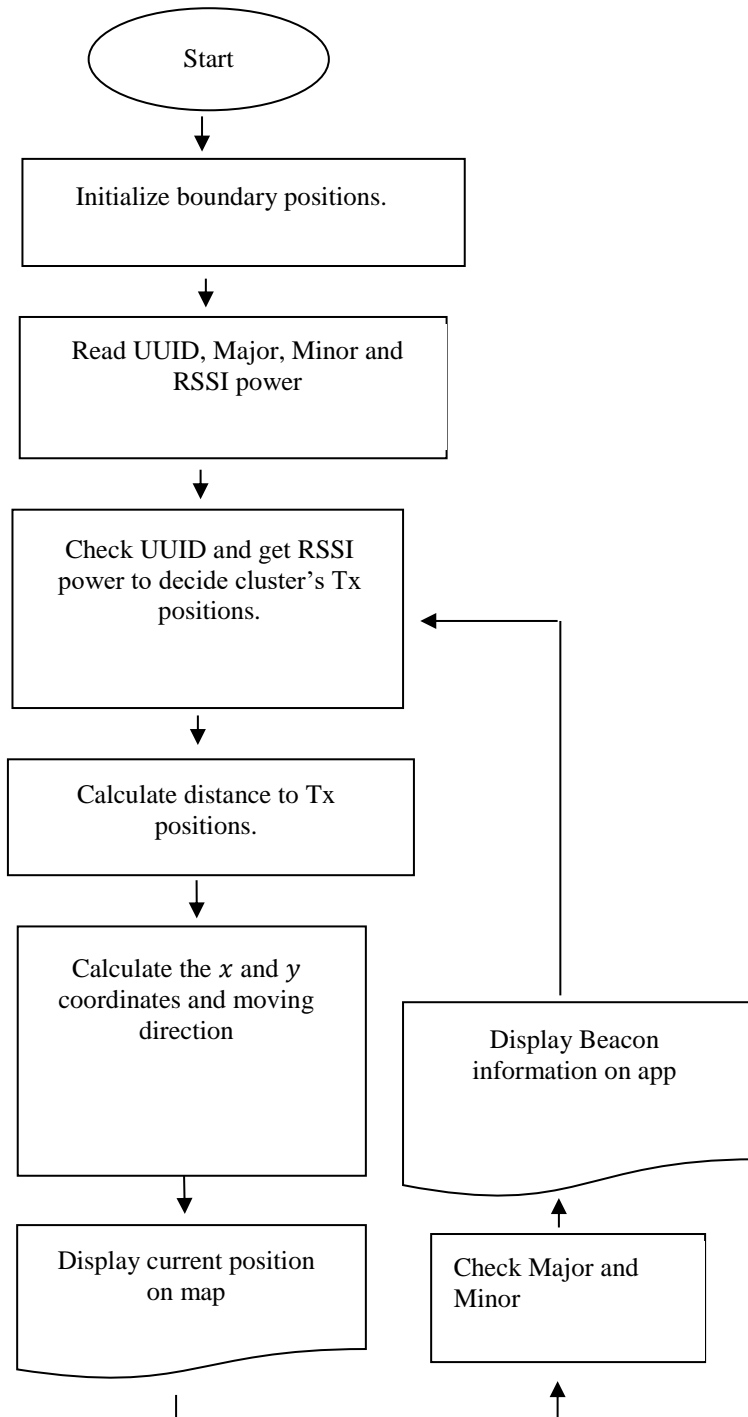 Start
Initialize boundary positions.
Read UUID, Major, Minor and
RSSI power
Check UUID and get RSSI
power to decide cluster’s Tx
positions.
Calculate distance to Tx
positions.
Calculate the 𝑥 and 𝑦
coordinates and moving
direction
Display current position
on map
Check Major and
Minor
Display Beacon
information on app